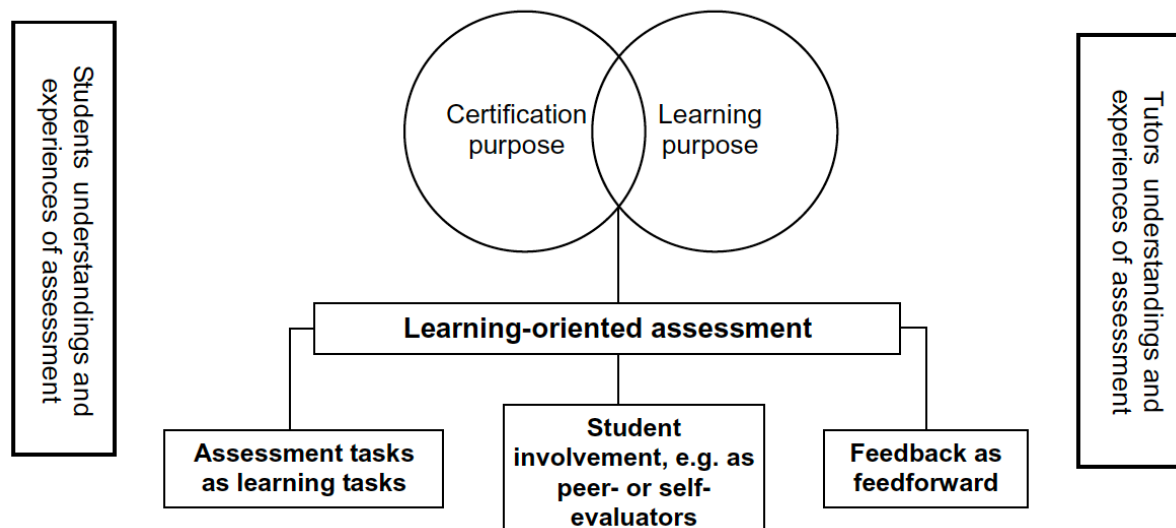 Students understandings and
experiences of assessment
Certification
purpose
Learning
purpose
Tutors understandings and
experiences of assessment
Learning-oriented assessment
Assessment tasks
as learning tasks
Student
involvement, e.g. as
peer- or self-
evaluators
Feedback as
feedforward